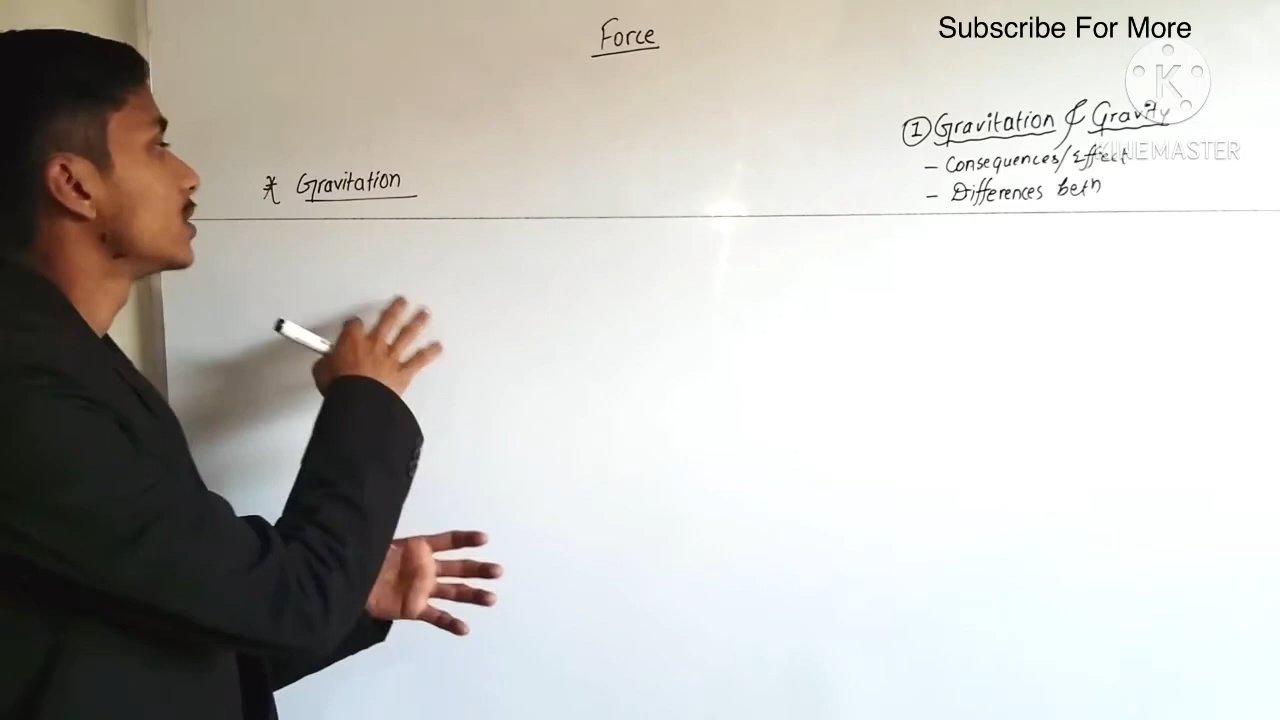 Subscribe For More
Force
K
KINEMASTER
① Gravitation & Gravity
- Consequences/Effect
- Differences betn
* Gravitation